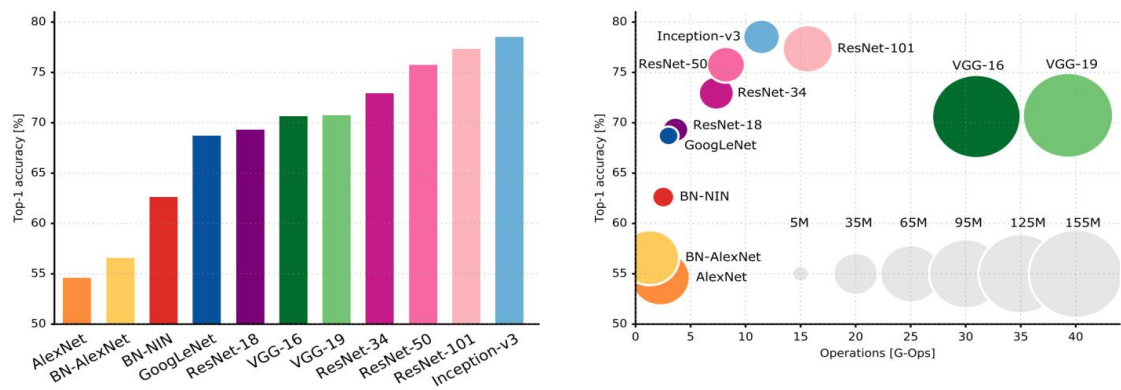 Top-1 accuracy [%]
80
75
70
65
60
55
50
AlexNet
BN-AlexNet
BN-NIN
GoogLeNet
ResNet-18
VGG-16
VGG-19
ResNet-34
ResNet-50
ResNet-101
Inception-v3
Top-1 accuracy [%]
80
75
70
65
60
55
50
Inception-v3
ResNet-101
ResNet-50
VGG-16 VGG-19
ResNet-34
ResNet-18
GoogLeNet
BN-NIN
5M 35M 65M 95M 125M 155M
BN-AlexNet
AlexNet
0 5 10 15 20 25 30 35 40
Operations [G-Ops]